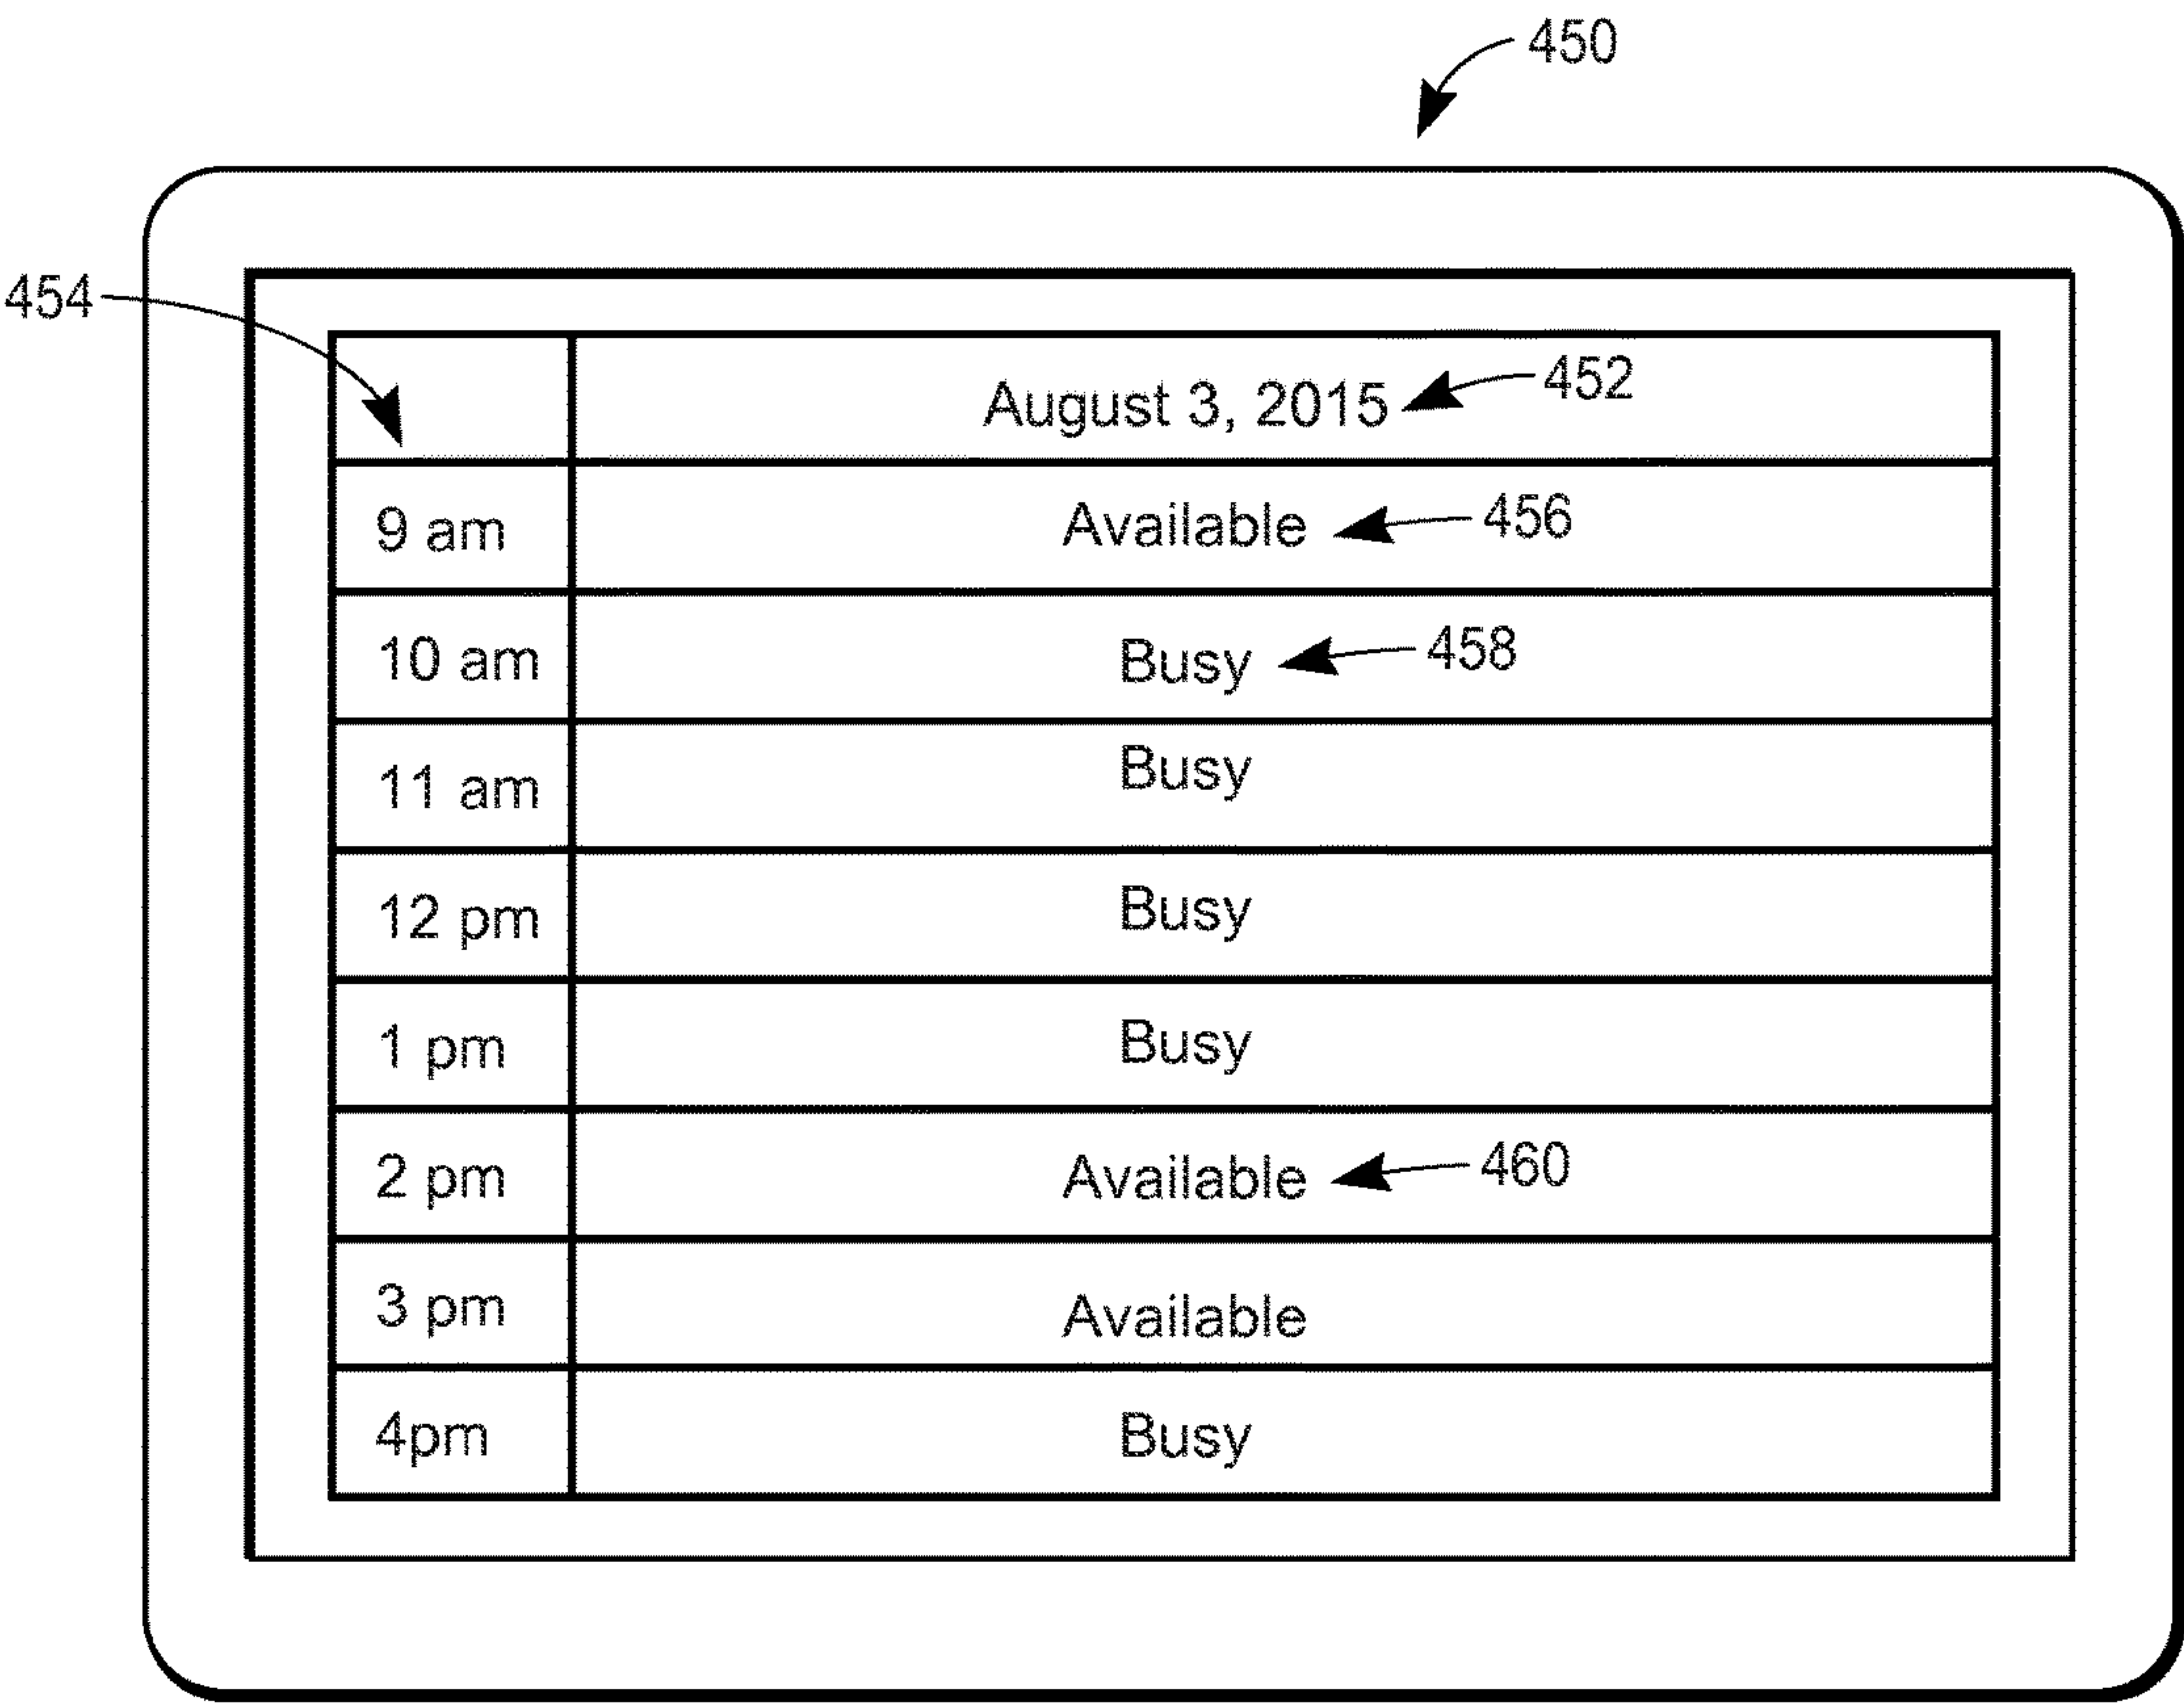 450
454
August 3, 2015 452
9 am Available 456
10 am Busy 458
11 am Busy
12 pm Busy
1 pm Busy
2 pm Available 460
3 pm Available
4pm Busy